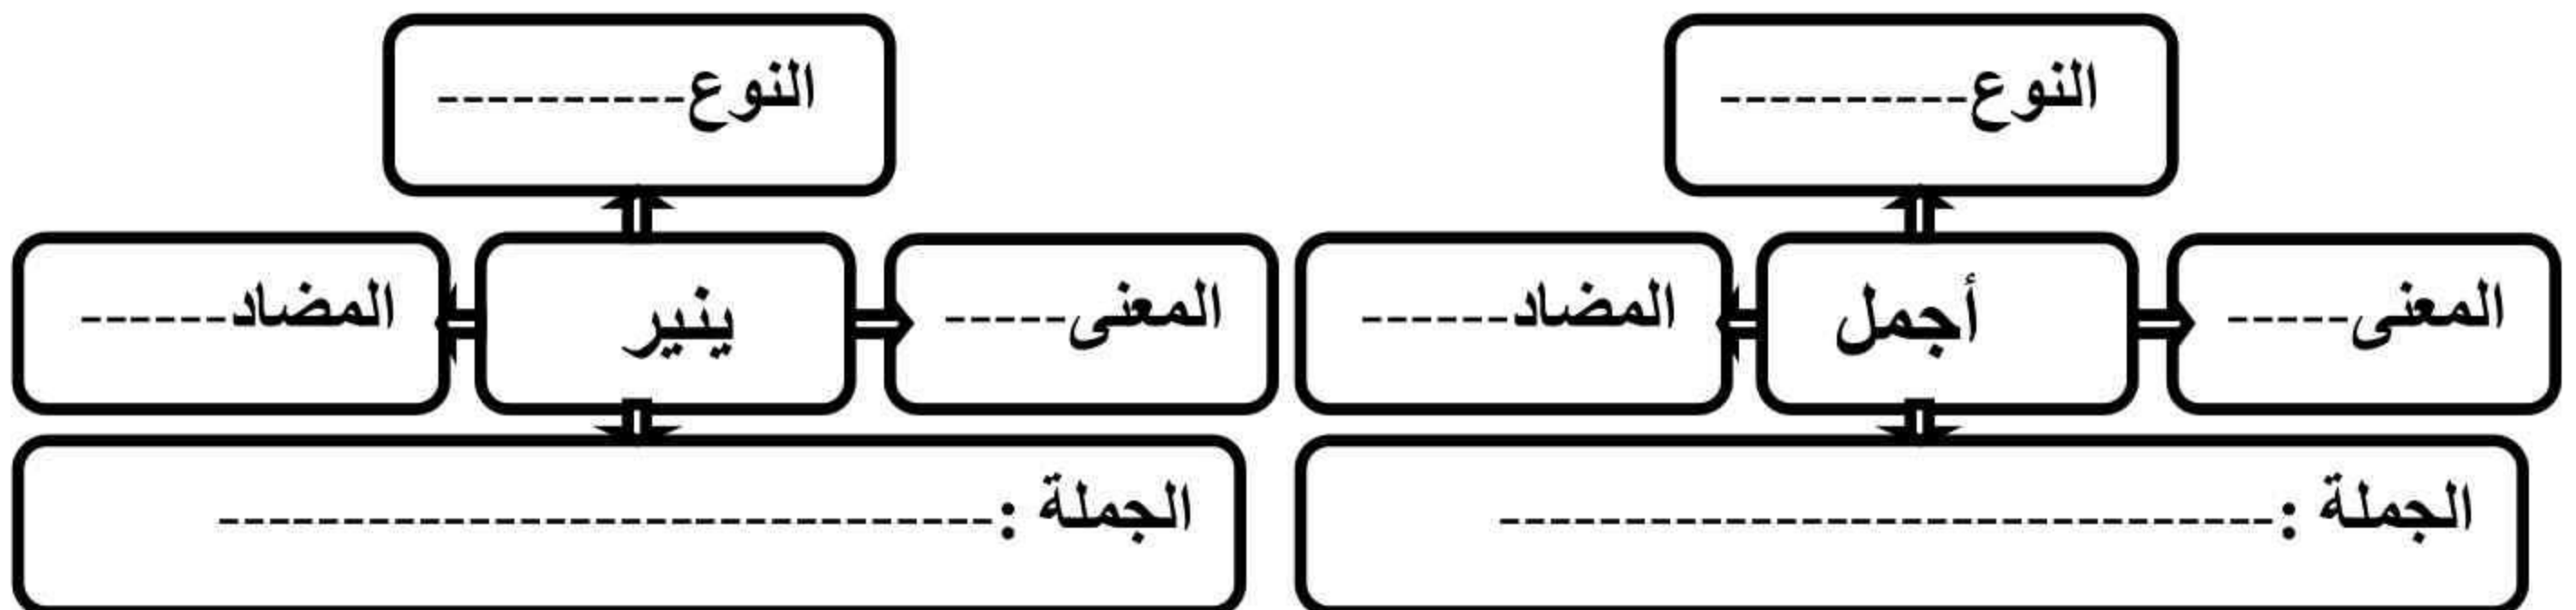 النوع---------- النوع----------
المعنى----- أجمل المضاد------ المعنى----- ينير المضاد------
الجملة :------------------------------- الجملة :-------------------------------